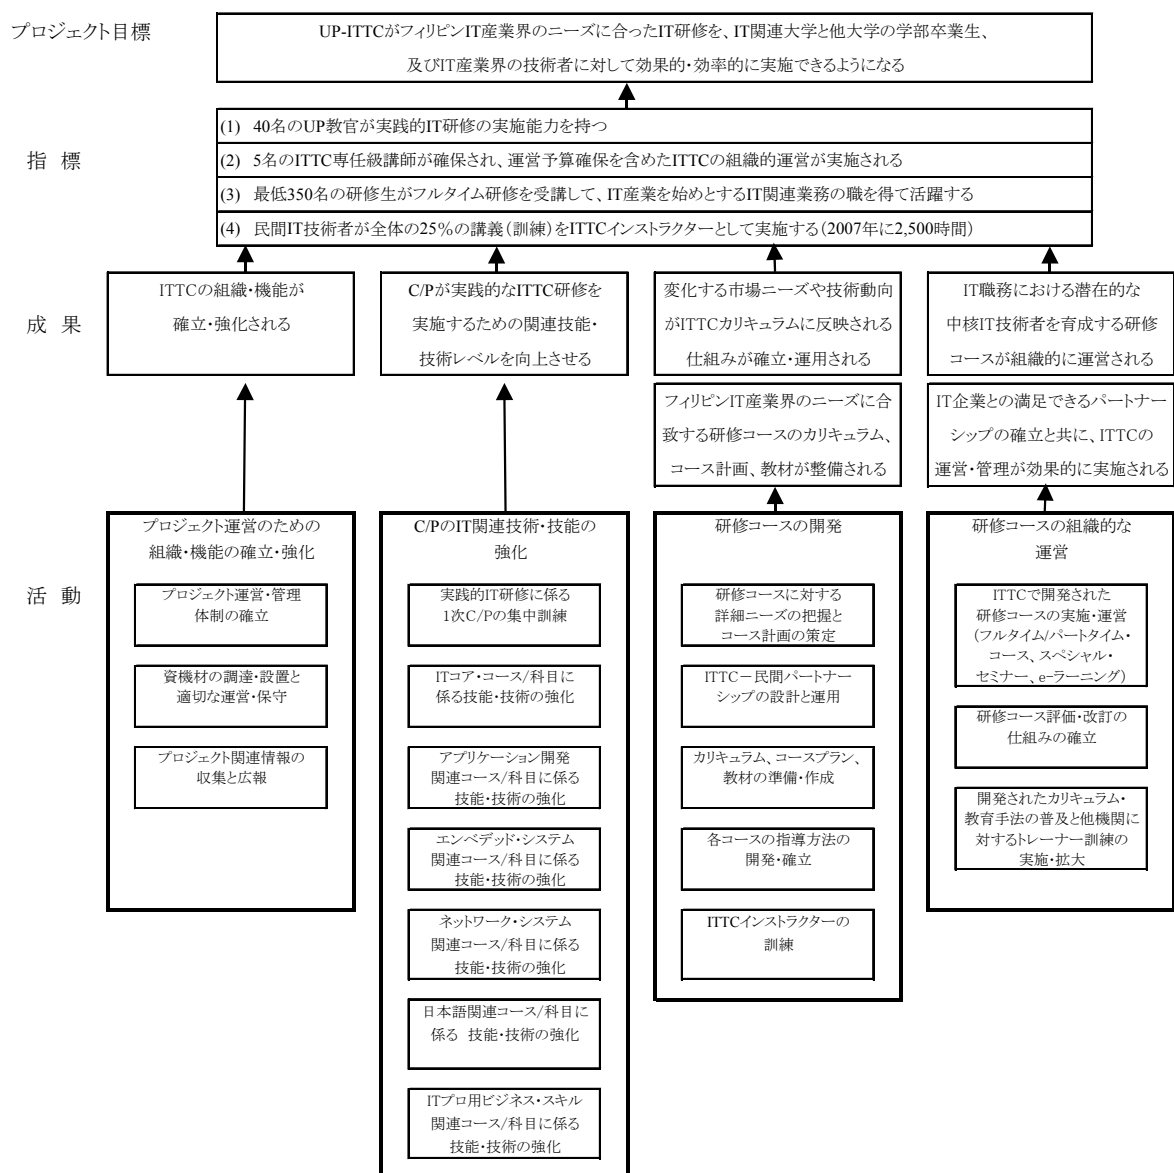 プロジェクト目標
UP-ITTCがフィリピンIT産業界のニーズに合ったIT研修を、IT関連大学と他大学の学部卒業生、
及びIT産業界の技術者に対して効果的・効率的に実施できるようになる
指 標
(1) 40名のUP教官が実践的IT研修の実施能力を持つ
(2) 5名のITTC専任級講師が確保され、運営予算確保を含めたITTCの組織的運営が実施される
(3) 最低350名の研修生がフルタイム研修を受講して、IT産業を始めとするIT関連業務の職を得て活躍する
(4) 民間IT技術者が全体の25%の講義（訓練）をITTCインストラクターとして実施する（2007年に2,500時間）
成 果
ITTCの組織・機能が
確立・強化される
C/Pが実践的なITTC研修を
実施するための関連技能・
技術レベルを向上させる
変化する市場ニーズや技術動向
がITTCカリキュラムに反映される
仕組みが確立・運用される
IT職務における潜在的な
中核IT技術者を育成する研修
コースが組織的に運営される
フィリピンIT産業界のニーズに合
致する研修コースのカリキュラム、
コース計画、教材が整備される
IT企業との満足できるパートナー
シップの確立と共に、ITTCの
運営・管理が効果的に実施される
活 動
プロジェクト運営のための
組織・機能の確立・強化
プロジェクト運営・管理
体制の確立
資機材の調達・設置と
適切な運営・保守
プロジェクト関連情報の
収集と広報
C/PのIT関連技術・技能の
強化
実践的IT研修に係る
1次C/Pの集中訓練
ITコア・コース/科目に
係る技能・技術の強化
アプリケーション開発
関連コース/科目に係る
技能・技術の強化
エンベデッド・システム
関連コース/科目に係る
技能・技術の強化
ネットワーク・システム
関連コース/科目に係る
技能・技術の強化
日本語関連コース/科目に
係る 技能・技術の強化
ITプロ用ビジネス・スキル
関連コース/科目に係る
技能・技術の強化
研修コースの開発
研修コースに対する
詳細ニーズの把握と
コース計画の策定
ITTC－民間パートナー
シップの設計と運用
カリキュラム、コースプラン、
教材の準備・作成
各コースの指導方法の
開発・確立
ITTCインストラクターの
訓練
研修コースの組織的な
運営
ITTCで開発された
研修コースの実施・運営
（フルタイム/パートタイム・
コース、スペシャル・
セミナー、e-ラーニング）
研修コース評価・改訂の
仕組みの確立
開発されたカリキュラム・
教育手法の普及と他機関に
対するトレーナー訓練の
実施・拡大